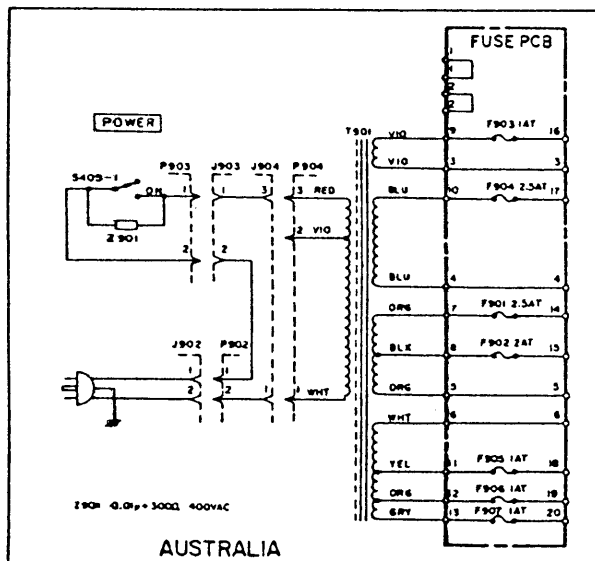 FUSE PCB
1
1
2
2
POWER
T901
VIO 9 F903 1AT 16
VIO 3 3
S409-1
ON
Z901
P903 J903 J904 P904
1 1 3 3 RED
2 VIO
2 2
BLU 10 F904 2.5AT 17
BLU 4 4
ORG 7 F901 2.5AT 14
BLK 8 F902 2AT 15
ORG 5 5
J902 P902
1 1
2 2 1 1 WHT
WHT 6 6
YEL 11 F905 1AT 18
ORG 12 F906 1AT 19
GRY 13 F907 1AT 20
Z901 0.01µ+300Ω 400VAC
AUSTRALIA